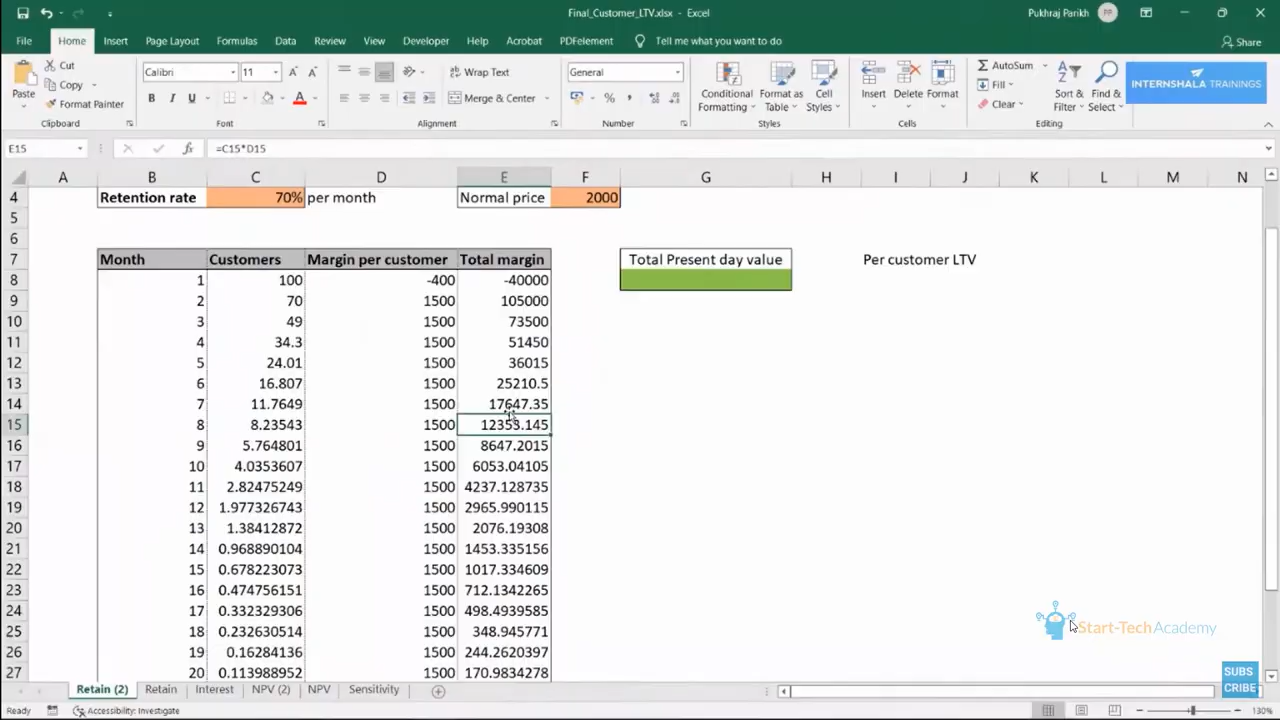 Final_Customer_LTV.xlsx - Excel
Pukhraj Parikh PP
File Home Insert Page Layout Formulas Data Review View Developer Help Acrobat PDFelement Tell me what you want to do Share
Paste Cut Copy Format Painter Clipboard
Calibri 11 A A B I U A Font
Wrap Text Merge & Center Alignment
General % Number
Conditional Formatting Format as Table Cell Styles Styles
Insert Delete Format Cells
AutoSum Fill Clear Sort & Filter Find & Select Editing
INTERNSHALA TRAININGS
E15 fx =C15*D15
A B C D E F G H I J K L M N
4 Retention rate 70% per month Normal price 2000
5
6
7 Month Customers Margin per customer Total margin Total Present day value Per customer LTV
8 1 100 -400 -40000
9 2 70 1500 105000
10 3 49 1500 73500
11 4 34.3 1500 51450
12 5 24.01 1500 36015
13 6 16.807 1500 25210.5
14 7 11.7649 1500 17647.35
15 8 8.23543 1500 12353.145
16 9 5.764801 1500 8647.2015
17 10 4.0353607 1500 6053.04105
18 11 2.82475249 1500 4237.128735
19 12 1.977326743 1500 2965.990115
20 13 1.38412872 1500 2076.19308
21 14 0.968890104 1500 1453.335156
22 15 0.678223073 1500 1017.334609
23 16 0.474756151 1500 712.1342265
24 17 0.332329306 1500 498.4939585
25 18 0.232630514 1500 348.945771
26 19 0.16284136 1500 244.2620397
27 20 0.113988952 1500 170.9834278
Start-Tech Academy
SUBS
CRIBE
Retain (2) Retain Interest NPV (2) NPV Sensitivity
Ready Accessibility: Investigate 130%